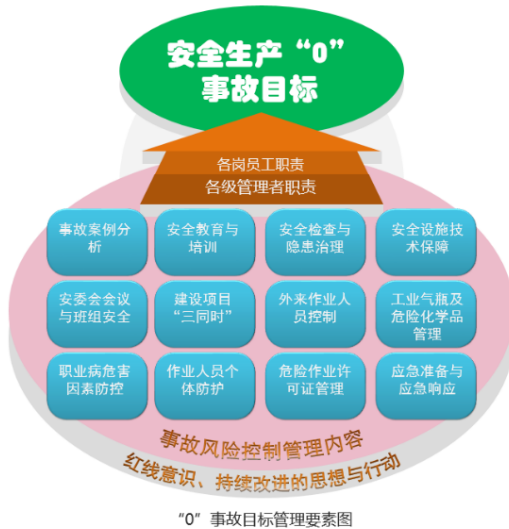 安全生产“0”
事故目标
各岗员工职责
各级管理者职责
事故案例分
析
安全教育与
培训
安全检查与
隐患治理
安全设施技
术保障
安委会会议
与班组安全
建设项目
“三同时”
外来作业人
员控制
工业气瓶及
危险化学品
管理
职业病危害
因素防控
作业人员个
体防护
危险作业许
可证管理
应急准备与
应急响应
事故风险控制管理内容
红线意识、持续改进的思想与行动
“0”事故目标管理要素图